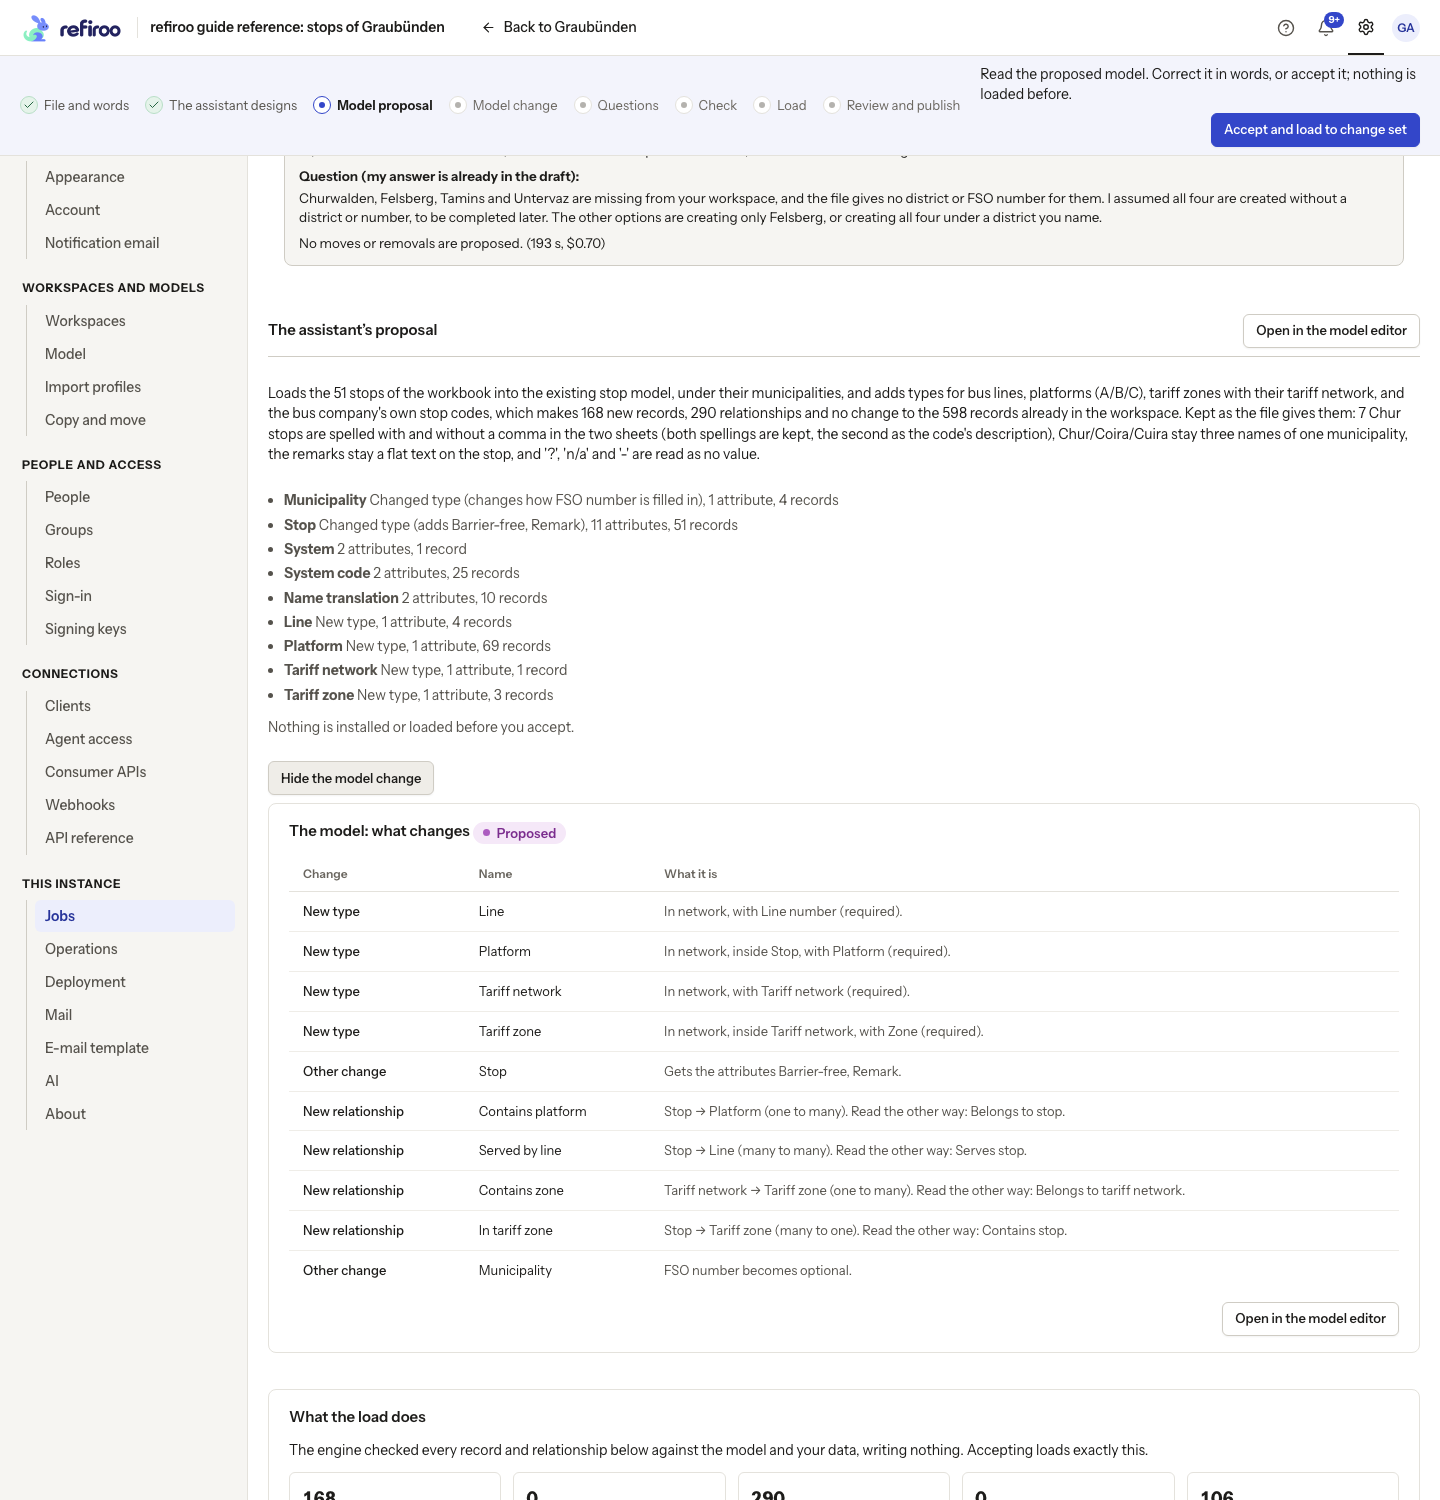 refiroo
refiroo guide reference: stops of Graubünden
← Back to Graubünden
9+
GA
File and words
The assistant designs
Model proposal
Model change
Questions
Check
Load
Review and publish
Read the proposed model. Correct it in words, or accept it; nothing is
loaded before.
Accept and load to change set
Appearance
Account
Notification email
WORKSPACES AND MODELS
Workspaces
Model
Import profiles
Copy and move
PEOPLE AND ACCESS
People
Groups
Roles
Sign-in
Signing keys
CONNECTIONS
Clients
Agent access
Consumer APIs
Webhooks
API reference
THIS INSTANCE
Jobs
Operations
Deployment
Mail
E-mail template
AI
About
Question (my answer is already in the draft):
Churwalden, Felsberg, Tamins and Untervaz are missing from your workspace, and the file gives no district or FSO number for them. I assumed all four are created without a
district or number, to be completed later. The other options are creating only Felsberg, or creating all four under a district you name.
No moves or removals are proposed. (193 s, $0.70)
The assistant's proposal
Open in the model editor
Loads the 51 stops of the workbook into the existing stop model, under their municipalities, and adds types for bus lines, platforms (A/B/C), tariff zones with their tariff network, and
the bus company's own stop codes, which makes 168 new records, 290 relationships and no change to the 598 records already in the workspace. Kept as the file gives them: 7 Chur
stops are spelled with and without a comma in the two sheets (both spellings are kept, the second as the code's description), Chur/Coira/Cuira stay three names of one municipality,
the remarks stay a flat text on the stop, and '?', 'n/a' and '-' are read as no value.
• Municipality Changed type (changes how FSO number is filled in), 1 attribute, 4 records
• Stop Changed type (adds Barrier-free, Remark), 11 attributes, 51 records
• System 2 attributes, 1 record
• System code 2 attributes, 25 records
• Name translation 2 attributes, 10 records
• Line New type, 1 attribute, 4 records
• Platform New type, 1 attribute, 69 records
• Tariff network New type, 1 attribute, 1 record
• Tariff zone New type, 1 attribute, 3 records
Nothing is installed or loaded before you accept.
Hide the model change
The model: what changes Proposed
Change Name What it is
New type Line In network, with Line number (required).
New type Platform In network, inside Stop, with Platform (required).
New type Tariff network In network, with Tariff network (required).
New type Tariff zone In network, inside Tariff network, with Zone (required).
Other change Stop Gets the attributes Barrier-free, Remark.
New relationship Contains platform Stop → Platform (one to many). Read the other way: Belongs to stop.
New relationship Served by line Stop → Line (many to many). Read the other way: Serves stop.
New relationship Contains zone Tariff network → Tariff zone (one to many). Read the other way: Belongs to tariff network.
New relationship In tariff zone Stop → Tariff zone (many to one). Read the other way: Contains stop.
Other change Municipality FSO number becomes optional.
Open in the model editor
What the load does
The engine checked every record and relationship below against the model and your data, writing nothing. Accepting loads exactly this.
168 0 290 0 106